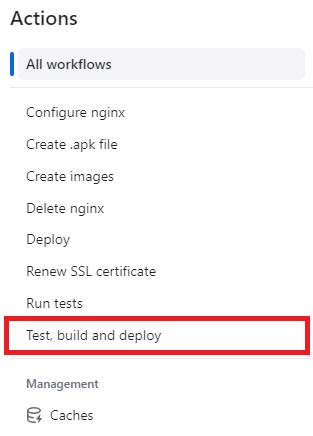 Actions
All workflows
Configure nginx
Create .apk file
Create images
Delete nginx
Deploy
Renew SSL certificate
Run tests
Test, build and deploy
Management
Caches